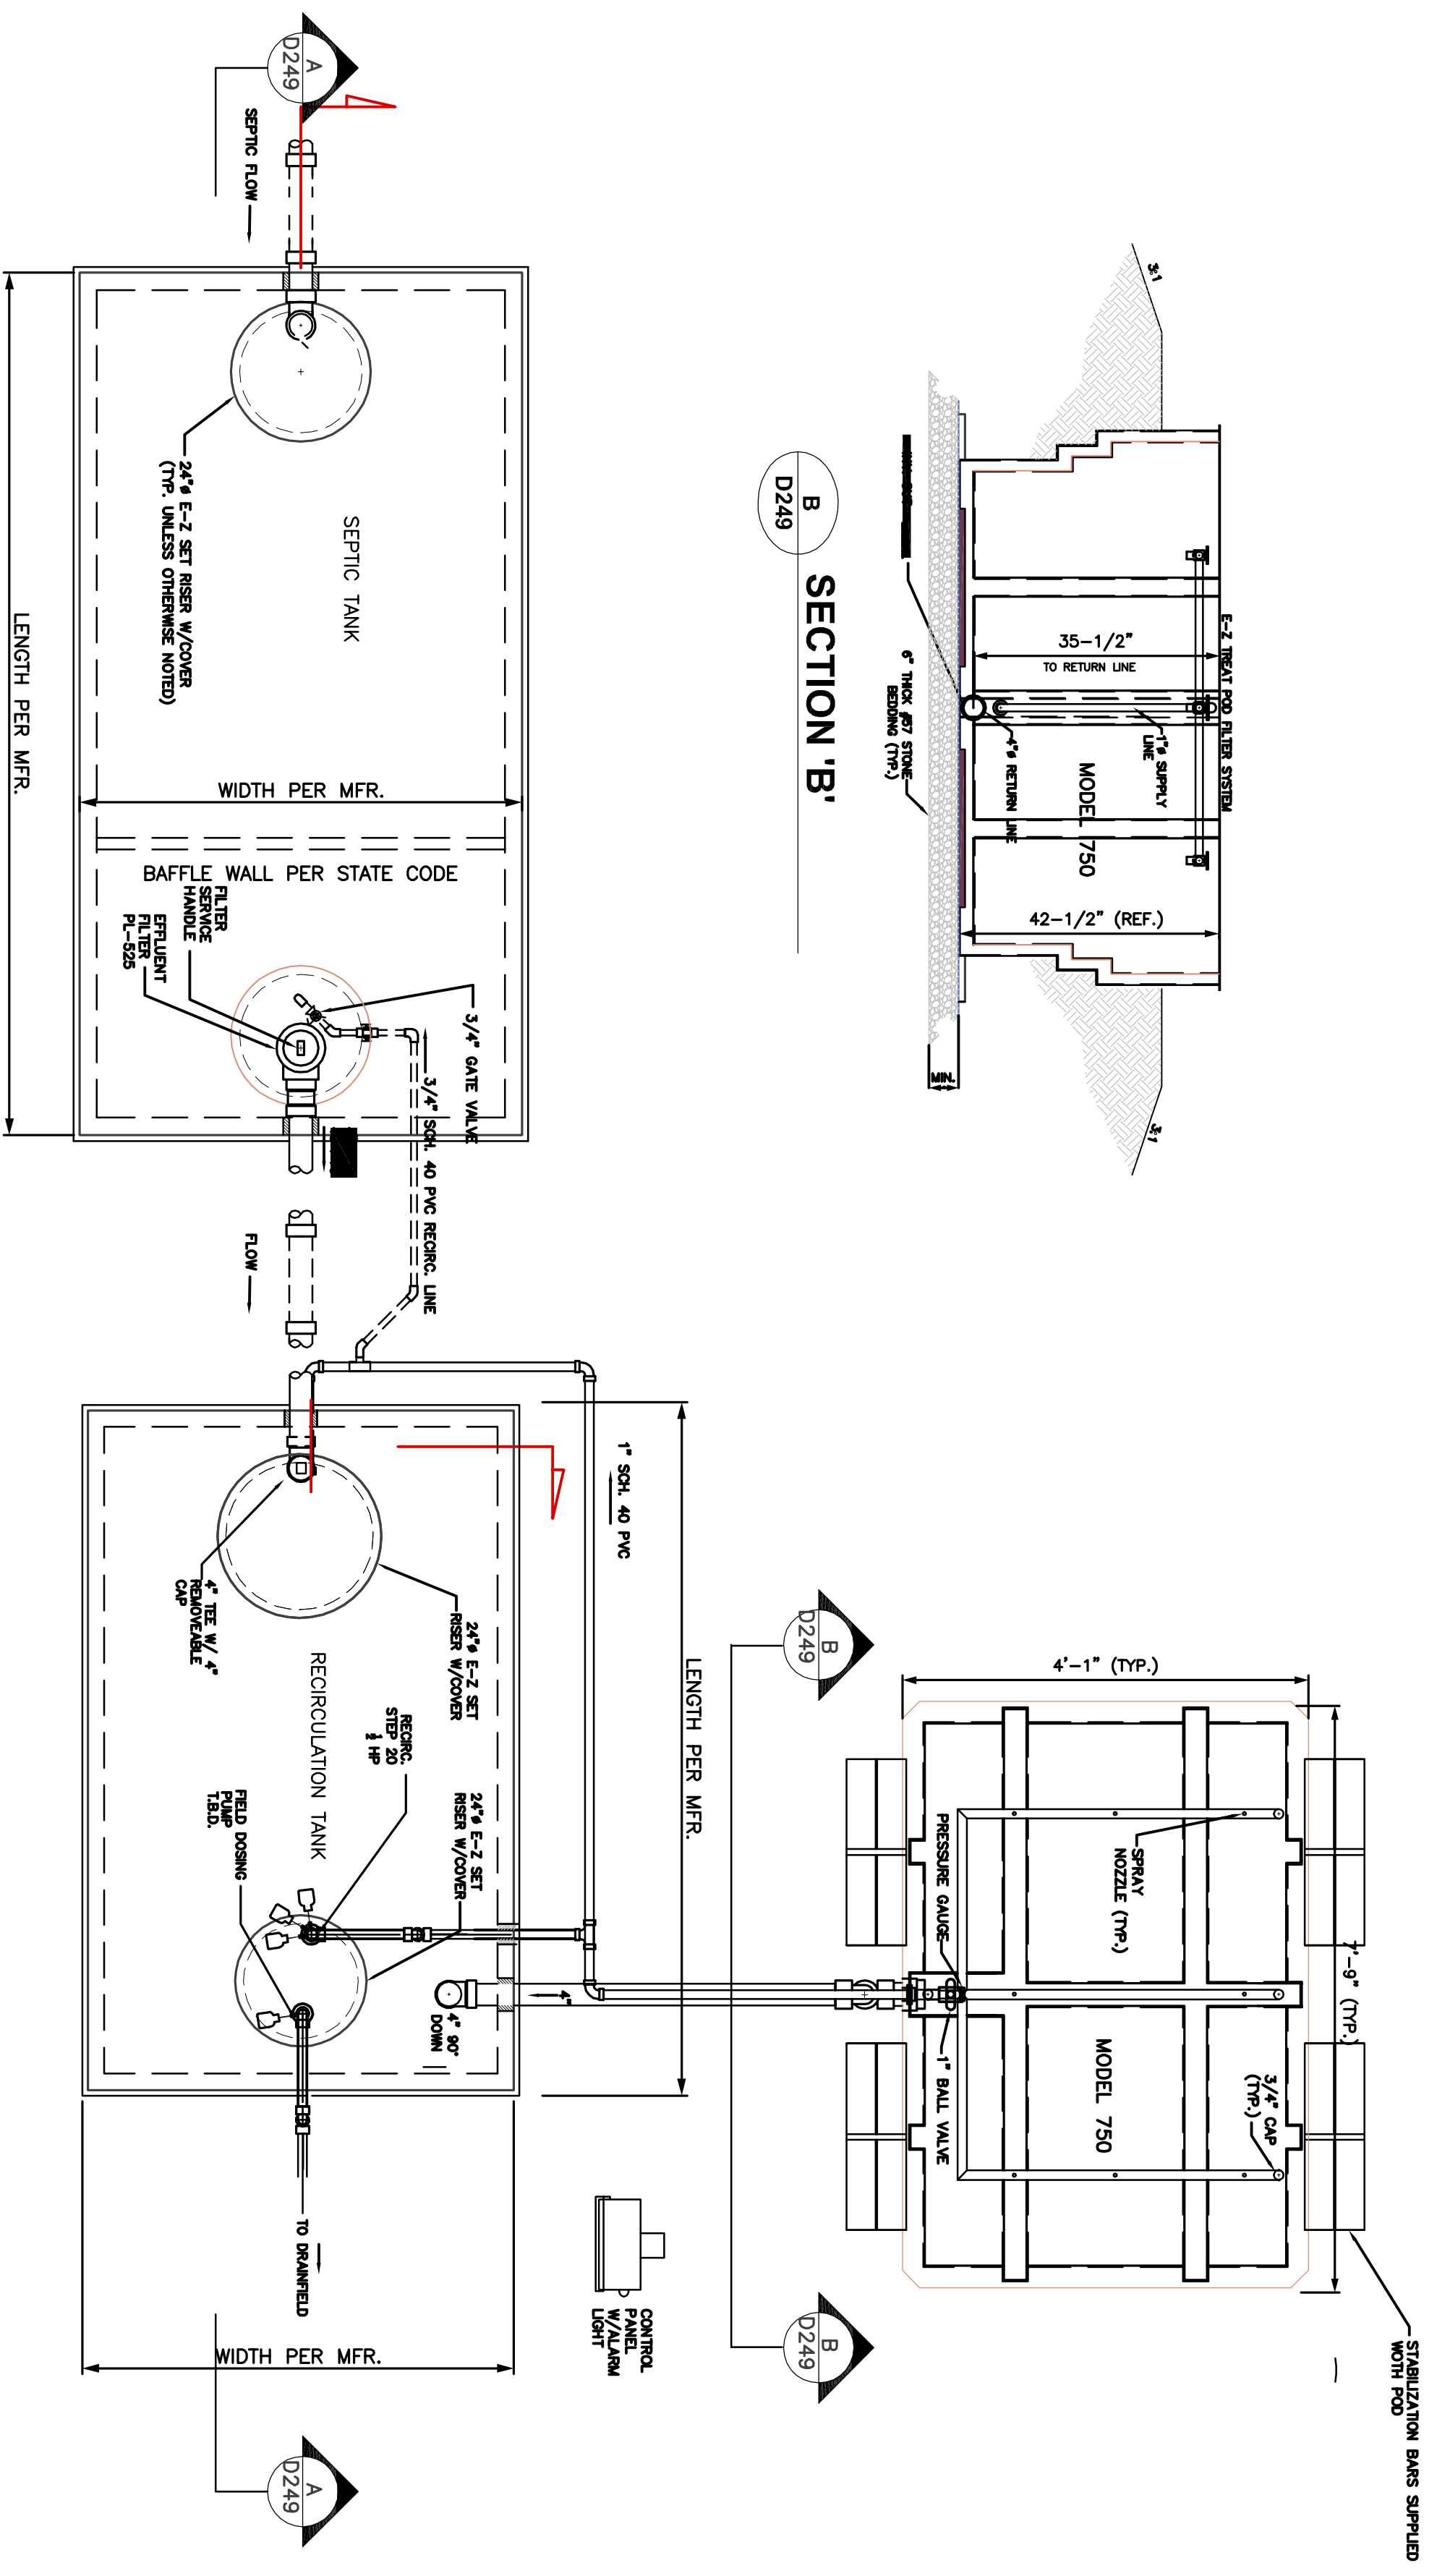 A
D249
SEPTIC FLOW
LENGTH PER MFR.
24"ø E-Z SET RISER W/COVER
(TYP. UNLESS OTHERWISE NOTED)
SEPTIC TANK
WIDTH PER MFR.
BAFFLE WALL PER STATE CODE
FILTER
SERVICE
HANDLE
EFFLUENT
FILTER
PL-525
3/4" GATE VALVE
3/4" SCH. 40 PVC RECIRC. LINE
FLOW
3:1
E-Z TREAT POD FILTER SYSTEM
35-1/2"
TO RETURN LINE
1"ø SUPPLY
LINE
MODEL 750
4"ø RETURN LINE
42-1/2" (REF.)
6" THICK #57 STONE
BEDDING (TYP.)
MIN.
3:1
B
D249
SECTION 'B'
4" TEE W/ 4"
REMOVEABLE
CAP
24"ø E-Z SET
RISER W/COVER
RECIRCULATION TANK
RECIRC.
STEP 20
½ HP
24"ø E-Z SET
RISER W/COVER
FIELD DOSING
PUMP
T.B.D.
4" 90°
DOWN
4"
1" SCH. 40 PVC
LENGTH PER MFR.
TO DRAINFIELD
WIDTH PER MFR.
CONTROL
PANEL
W/ALARM
LIGHT
B
D249
B
D249
4'-1" (TYP.)
7'-9" (TYP.)
SPRAY
NOZZLE (TYP.)
PRESSURE GAUGE
1" BALL VALVE
MODEL 750
3/4" CAP
(TYP.)
STABILIZATION BARS SUPPLIED
WOTH POD
A
D249